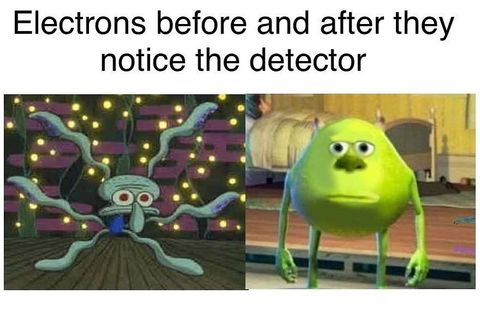 Electrons before and after they
notice the detector